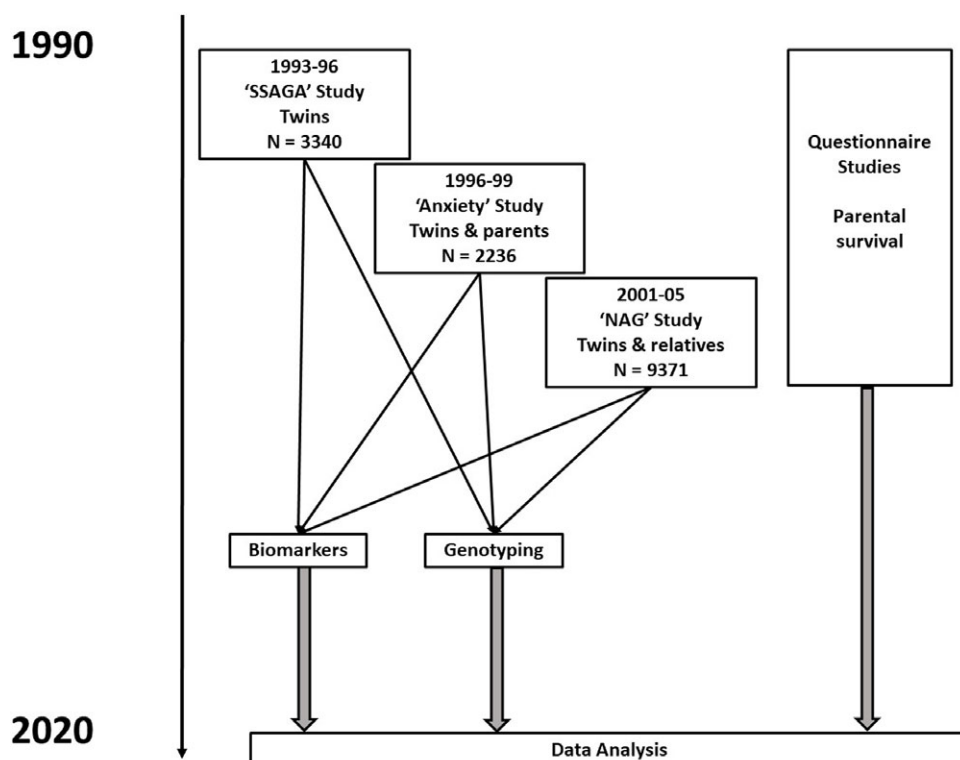 1990
1993-96
‘SSAGA’ Study
Twins
N = 3340
1996-99
‘Anxiety’ Study
Twins & parents
N = 2236
2001-05
‘NAG’ Study
Twins & relatives
N = 9371
Questionnaire
Studies
Parental
survival
Biomarkers
Genotyping
2020
Data Analysis